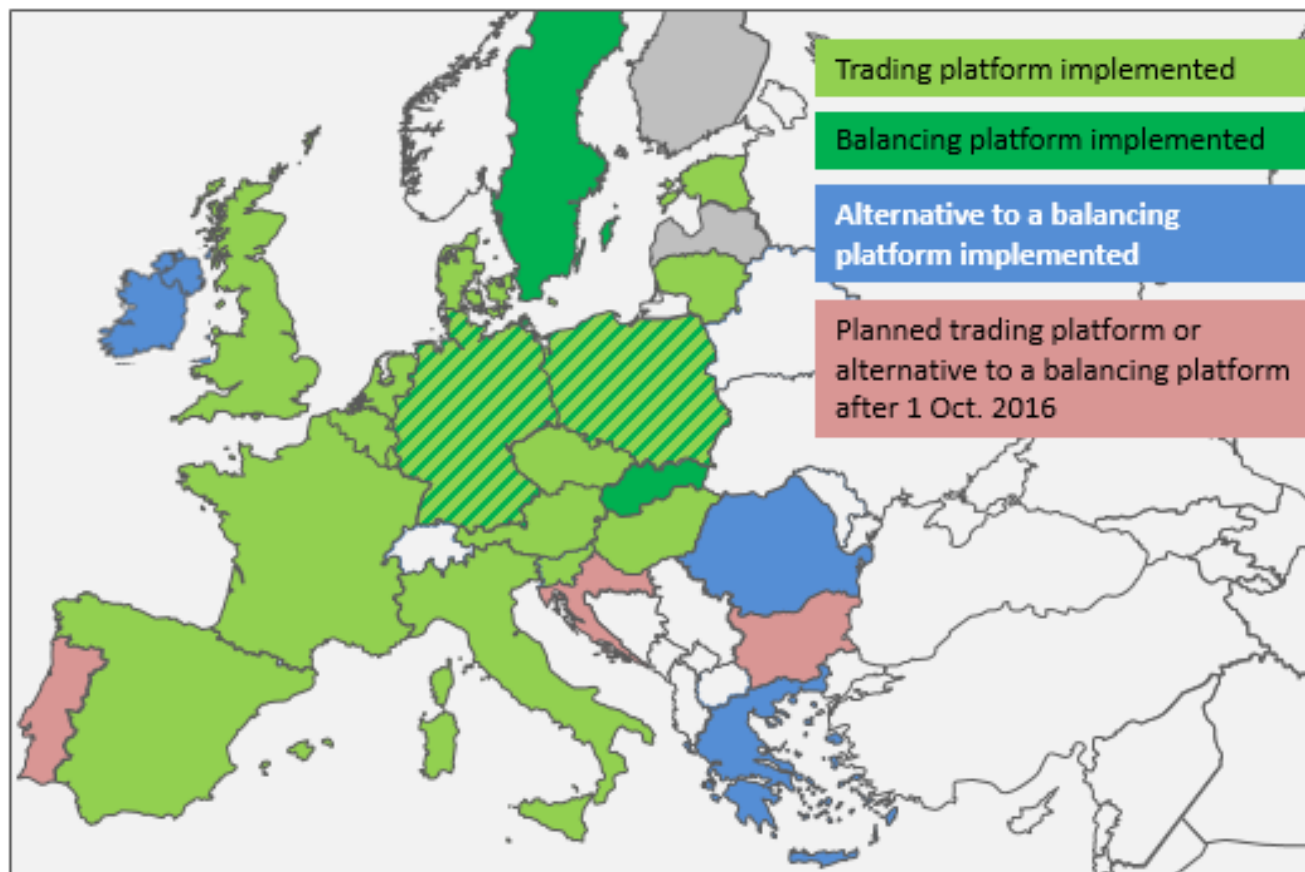 Trading platform implemented
Balancing platform implemented
Alternative to a balancing
platform implemented
Planned trading platform or
alternative to a balancing platform
after 1 Oct. 2016